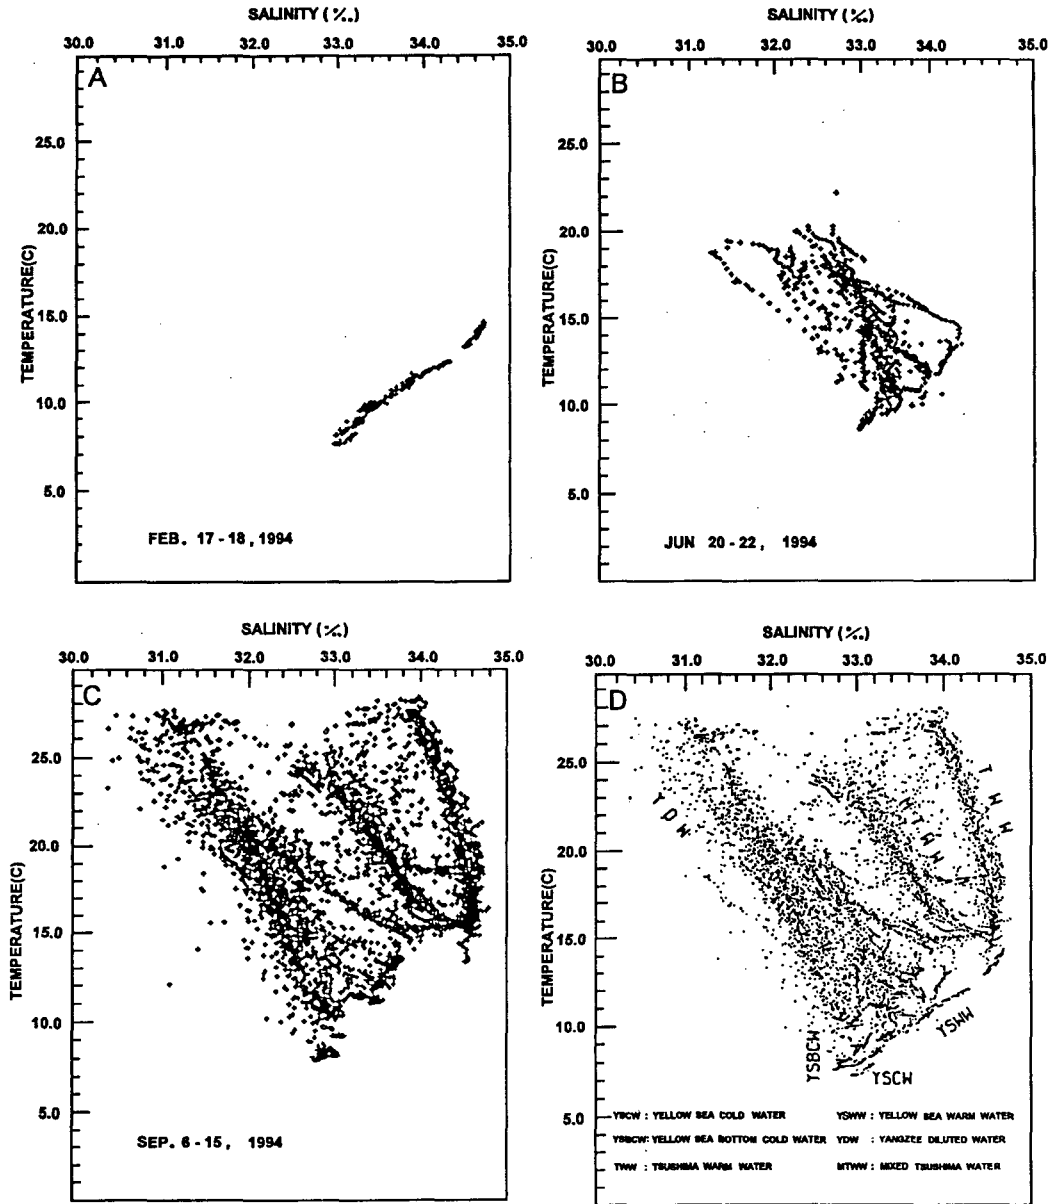 SALINITY (‰)
30.0 31.0 32.0 33.0 34.0 35.0
A
25.0
20.0
15.0
10.0
5.0
TEMPERATURE(C)
FEB. 17-18, 1994
SALINITY (‰)
30.0 31.0 32.0 33.0 34.0 35.0
B
25.0
20.0
15.0
10.0
5.0
TEMPERATURE(C)
JUN 20-22, 1994
SALINITY (‰)
30.0 31.0 32.0 33.0 34.0 35.0
C
25.0
20.0
15.0
10.0
5.0
TEMPERATURE(C)
SEP. 6-15, 1994
SALINITY (‰)
30.0 31.0 32.0 33.0 34.0 35.0
D
25.0
20.0
15.0
10.0
5.0
TEMPERATURE(C)
YDW
MTWW
TWW
YSBCW
YSCW
YSWW
YSCW : YELLOW SEA COLD WATER
YSWW : YELLOW SEA WARM WATER
YSBCW: YELLOW SEA BOTTOM COLD WATER
YDW : YANGZEE DILUTED WATER
TWW : TSUSHIMA WARM WATER
MTWW : MIXED TSUSHIMA WATER